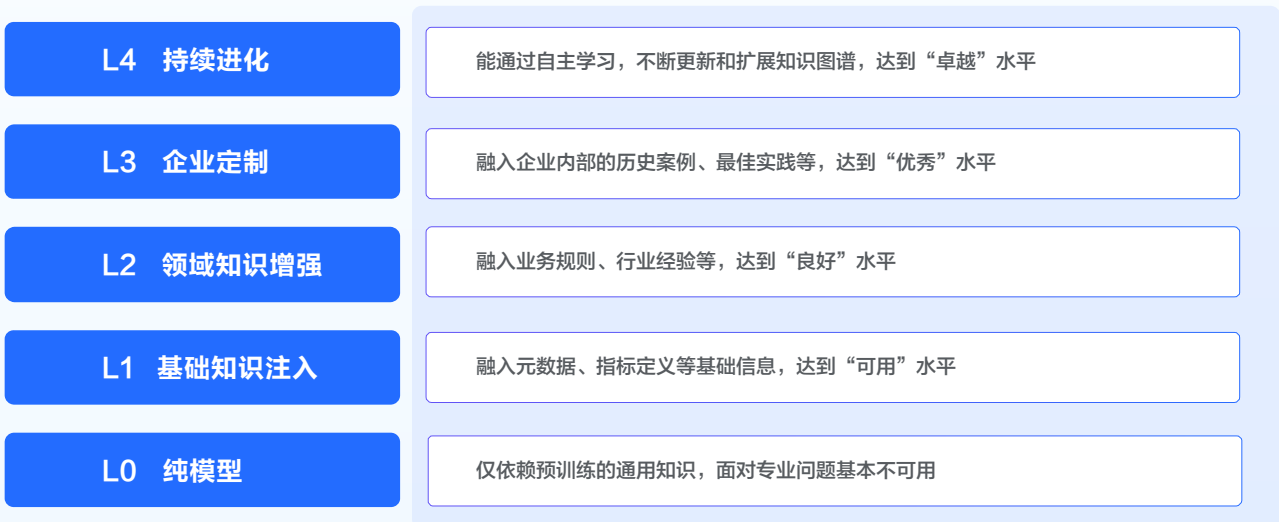 L4 持续进化
能通过自主学习，不断更新和扩展知识图谱，达到“卓越”水平
L3 企业定制
融入企业内部的历史案例、最佳实践等，达到“优秀”水平
L2 领域知识增强
融入业务规则、行业经验等，达到“良好”水平
L1 基础知识注入
融入元数据、指标定义等基础信息，达到“可用”水平
L0 纯模型
仅依赖预训练的通用知识，面对专业问题基本不可用